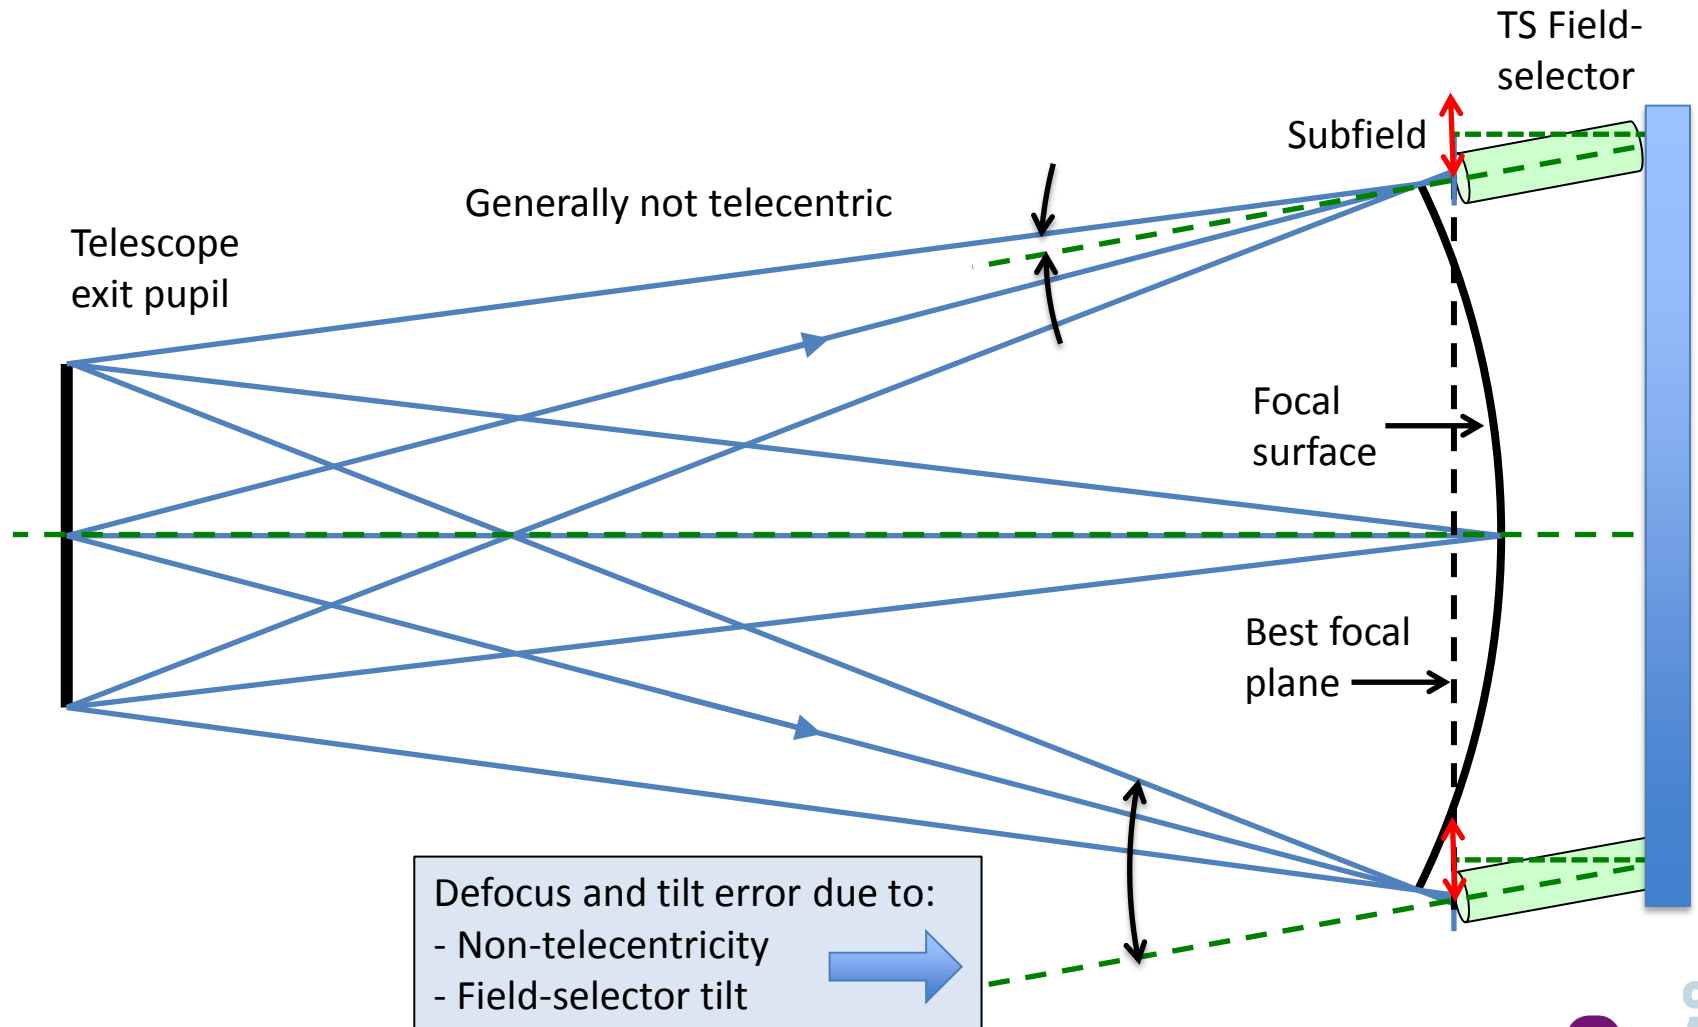 TS Field-
selector
Subfield
Generally not telecentric
Telescope
exit pupil
Focal
surface
Best focal
plane
Defocus and tilt error due to:
- Non-telecentricity
- Field-selector tilt